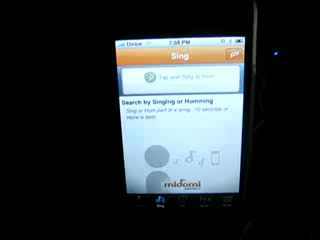 7:58 PM
Sing
Tap and Sing or Hum
Search by Singing or Humming
Sing or Hum part of a song. 10 seconds or
more is best.
midomi
Sing